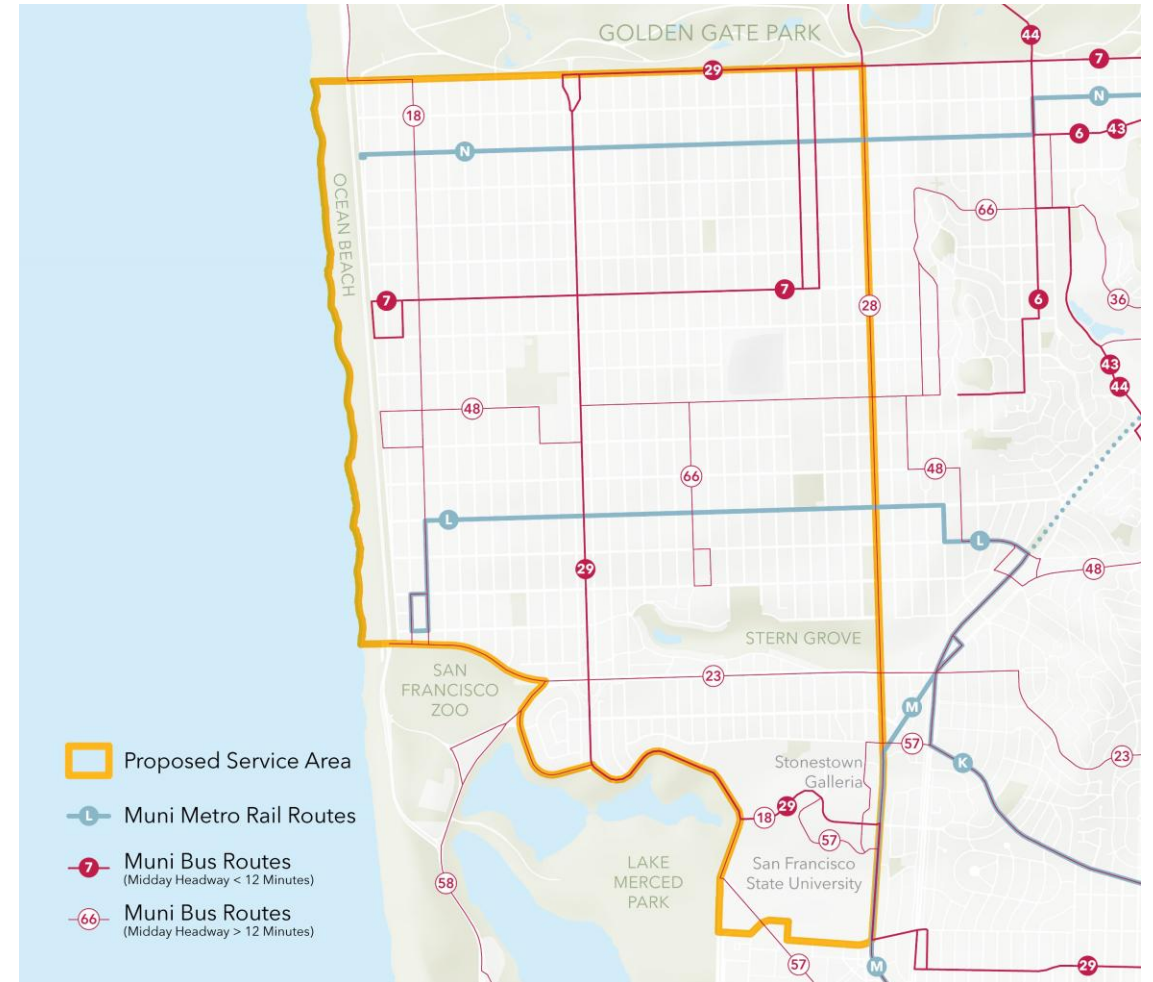 GOLDEN GATE PARK
44
29
7
18
N
N
6
43
OCEAN BEACH
66
7
7
28
6
36
43
44
48
66
48
L
L
29
48
STERN GROVE
SAN
FRANCISCO
ZOO
23
M
57
23
K
Stonestown
Galleria
18
29
57
San Francisco
State University
LAKE
MERCED
PARK
58
57
M
29
Proposed Service Area
L
Muni Metro Rail Routes
7
Muni Bus Routes
(Midday Headway < 12 Minutes)
66
Muni Bus Routes
(Midday Headway > 12 Minutes)